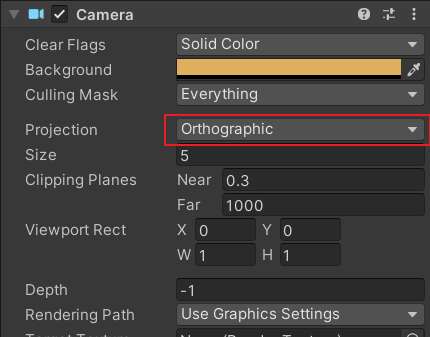 Camera
Clear Flags Solid Color
Background
Culling Mask Everything
Projection Orthographic
Size 5
Clipping Planes Near 0.3
Far 1000
Viewport Rect X 0 Y 0
W 1 H 1
Depth -1
Rendering Path Use Graphics Settings